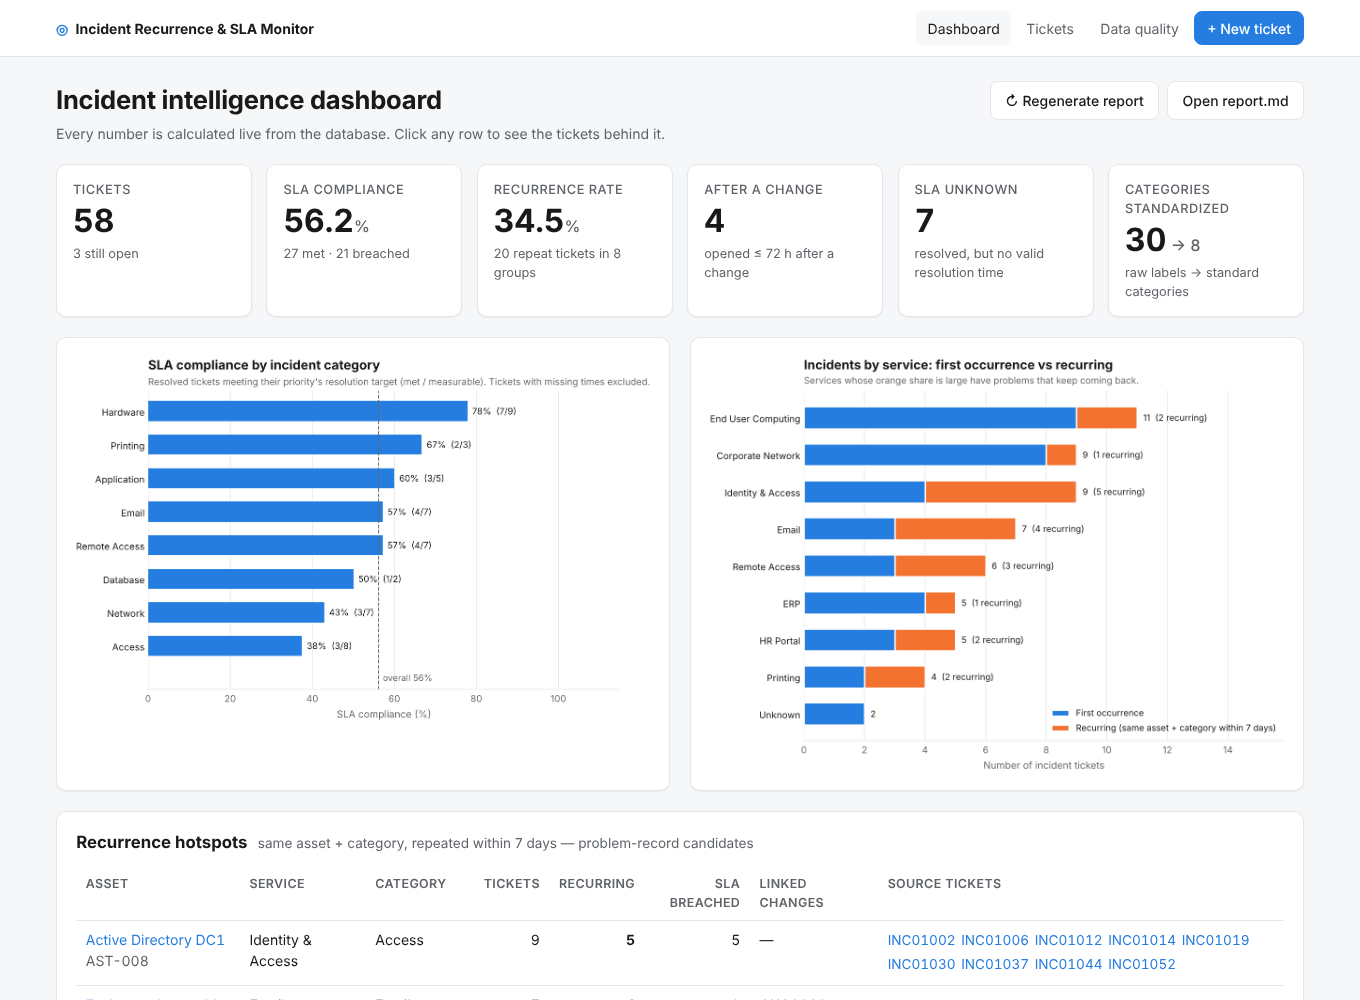 Incident Recurrence & SLA Monitor
Dashboard
Tickets
Data quality
+ New ticket
Incident intelligence dashboard
↻ Regenerate report
Open report.md
Every number is calculated live from the database. Click any row to see the tickets behind it.
TICKETS
58
3 still open
SLA COMPLIANCE
56.2%
27 met · 21 breached
RECURRENCE RATE
34.5%
20 repeat tickets in 8
groups
AFTER A CHANGE
4
opened ≤ 72 h after a
change
SLA UNKNOWN
7
resolved, but no valid
resolution time
CATEGORIES
STANDARDIZED
30 → 8
raw labels → standard
categories
SLA compliance by incident category
Resolved tickets meeting their priority's resolution target (met / measurable). Tickets with missing times excluded.
Hardware 78% (7/9)
Printing 67% (2/3)
Application 60% (3/5)
Email 57% (4/7)
Remote Access 57% (4/7)
Database 50% (1/2)
Network 43% (3/7)
Access 38% (3/8)
overall 56%
0 20 40 60 80 100
SLA compliance (%)
Incidents by service: first occurrence vs recurring
Services whose orange share is large have problems that keep coming back.
End User Computing 11 (2 recurring)
Corporate Network 9 (1 recurring)
Identity & Access 9 (5 recurring)
Email 7 (4 recurring)
Remote Access 6 (3 recurring)
ERP 5 (1 recurring)
HR Portal 5 (2 recurring)
Printing 4 (2 recurring)
Unknown 2
First occurrence
Recurring (same asset + category within 7 days)
0 2 4 6 8 10 12 14
Number of incident tickets
Recurrence hotspots same asset + category, repeated within 7 days — problem-record candidates
ASSET SERVICE CATEGORY TICKETS RECURRING SLA BREACHED LINKED CHANGES SOURCE TICKETS
Active Directory DC1 Identity & Access 9 5 5 — INC01002 INC01006 INC01012 INC01014 INC01019
AST-008 Access INC01030 INC01037 INC01044 INC01052